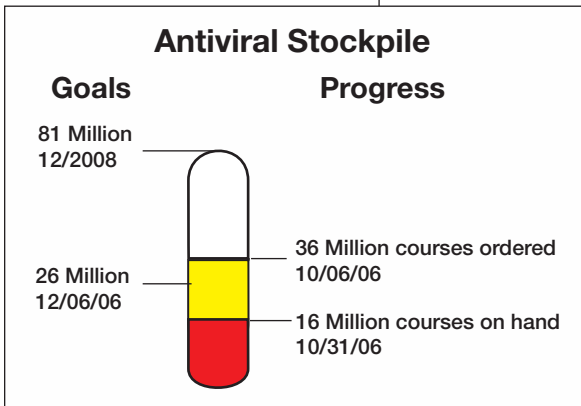 Antiviral Stockpile
Goals
Progress
81 Million
12/2008
36 Million courses ordered
10/06/06
26 Million
12/06/06
16 Million courses on hand
10/31/06